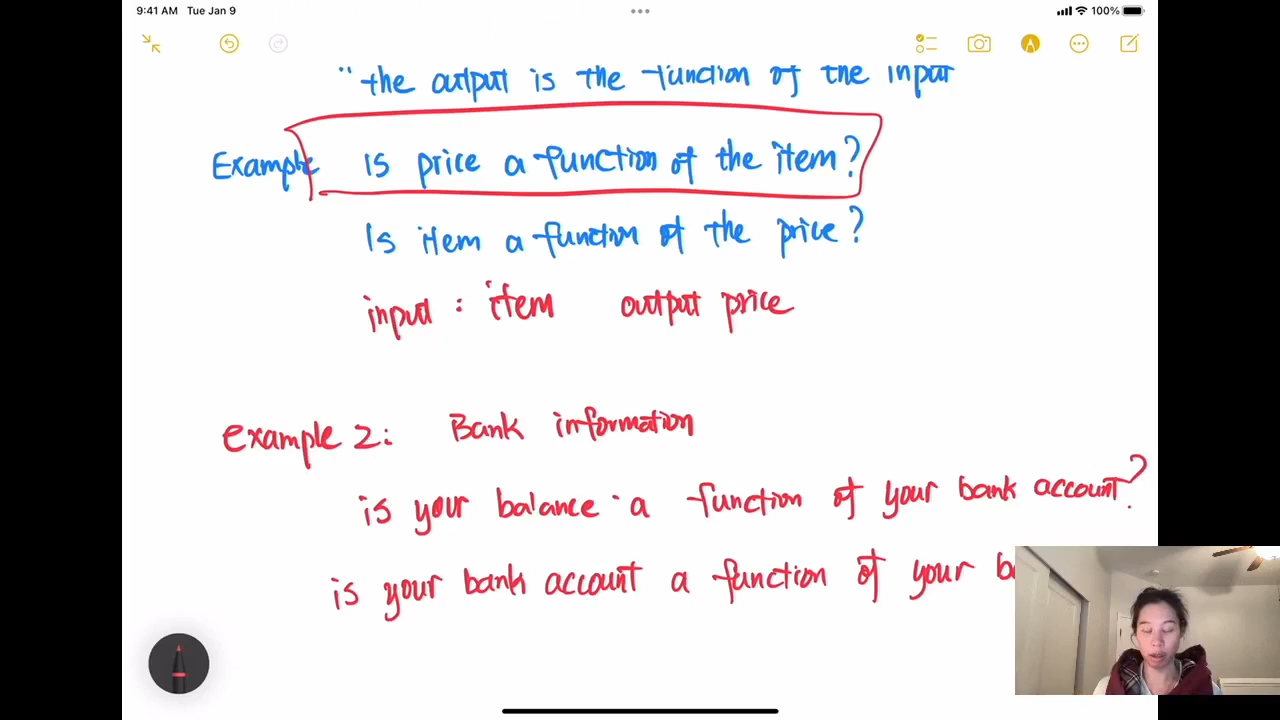 9:41 AM Tue Jan 9
100%
"the output is the function of the input
Example Is price a function of the item?
Is item a function of the price?
input : item output price
example 2: Bank information
is your balance a function of your bank account?
is your bank account a function of your